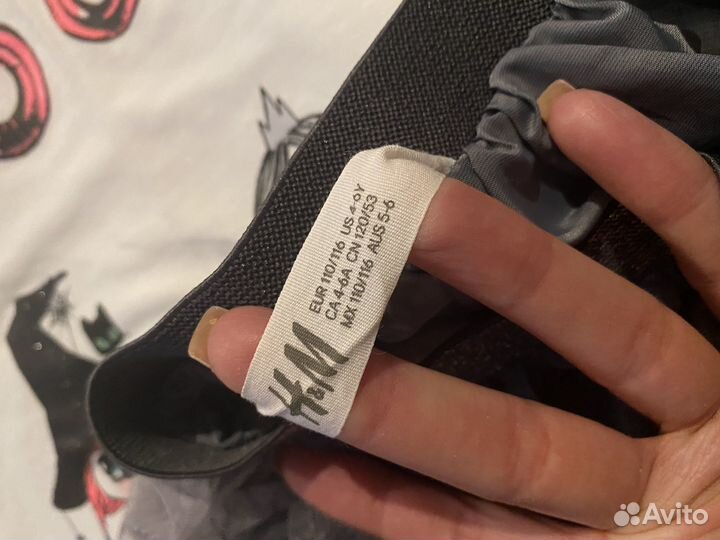 EUR 110/116 US 4-6Y
CA 4-6A CN 120/53
MX 110/116 AUS 5-6
H&M
Avito